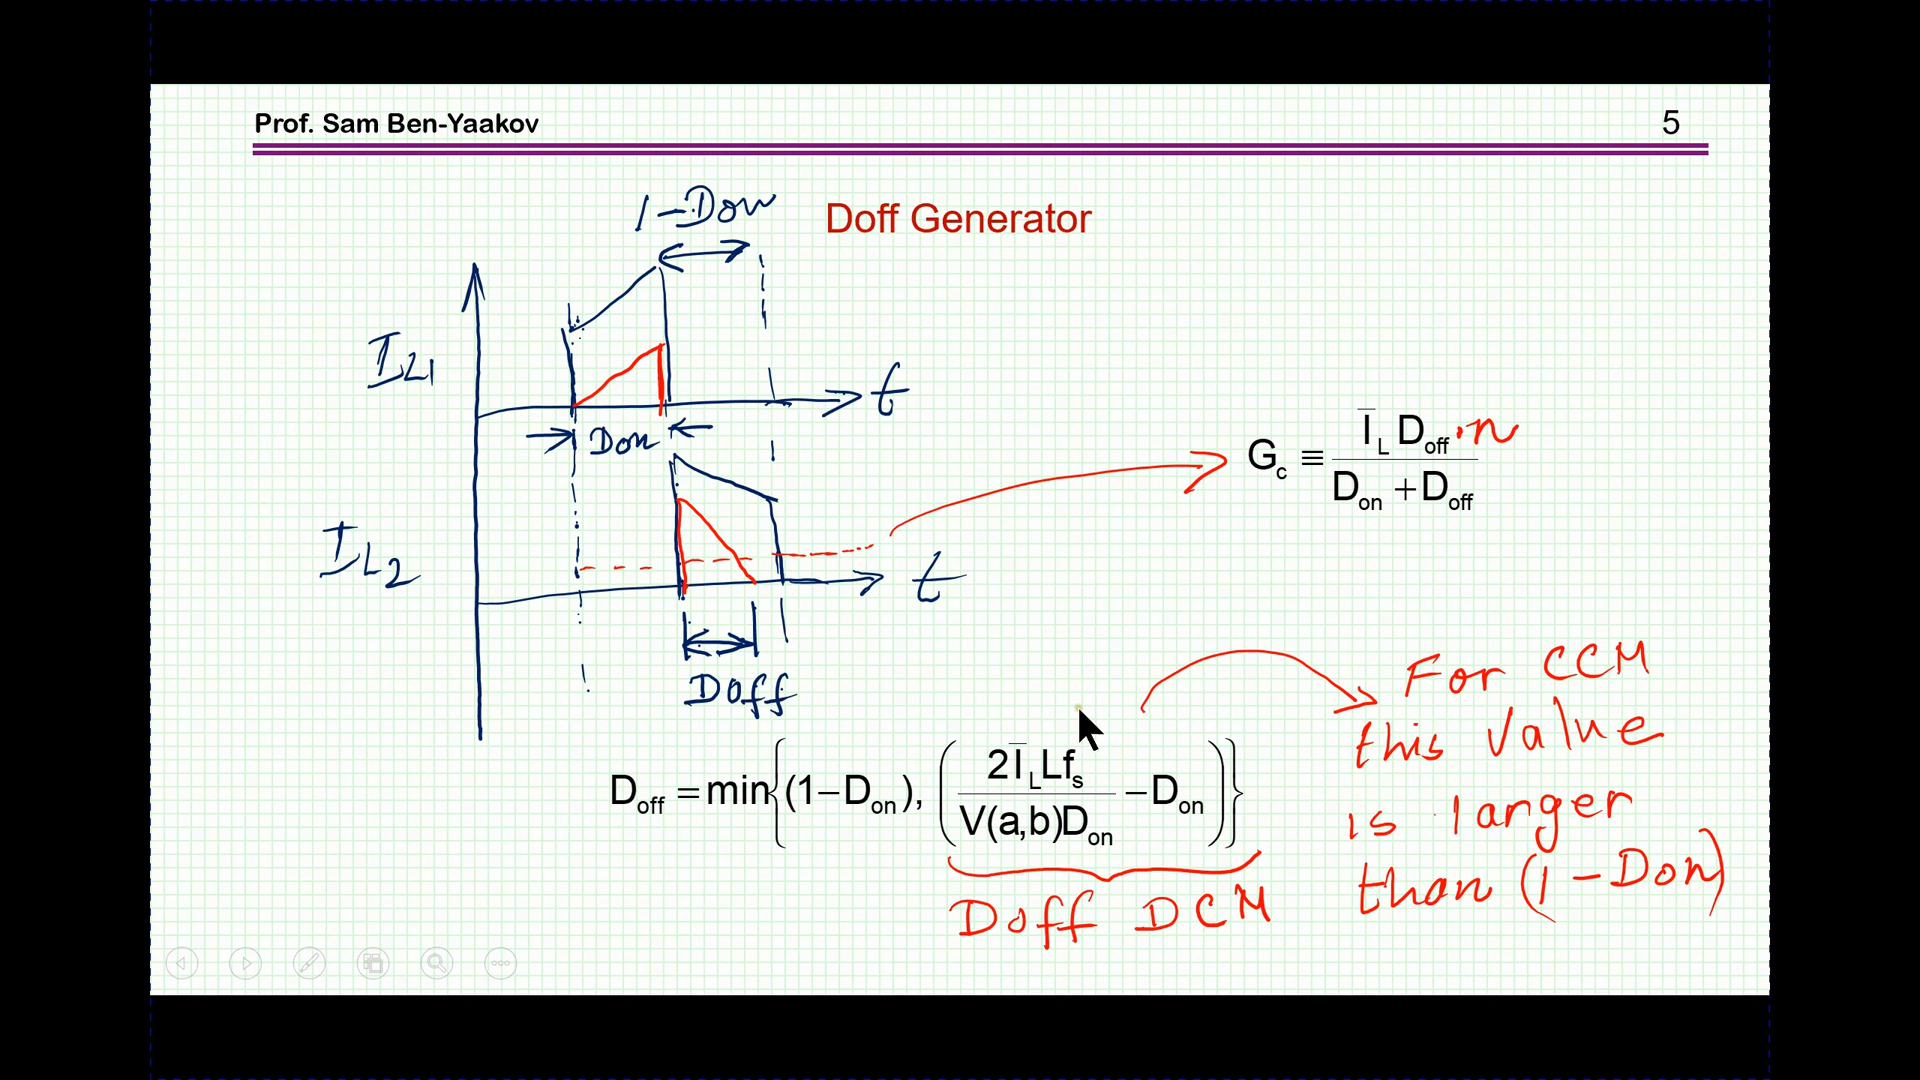 Prof. Sam Ben-Yaakov
5
Doff Generator
1-Don
IL1
t
Don
Gc ≡ ĪL Doff · n / Don + Doff
IL2
t
Doff
Doff = min{(1−Don), (2ĪLLfs / V(a,b)Don − Don)}
Doff DCM
For CCM
this value
is larger
than (1-Don)